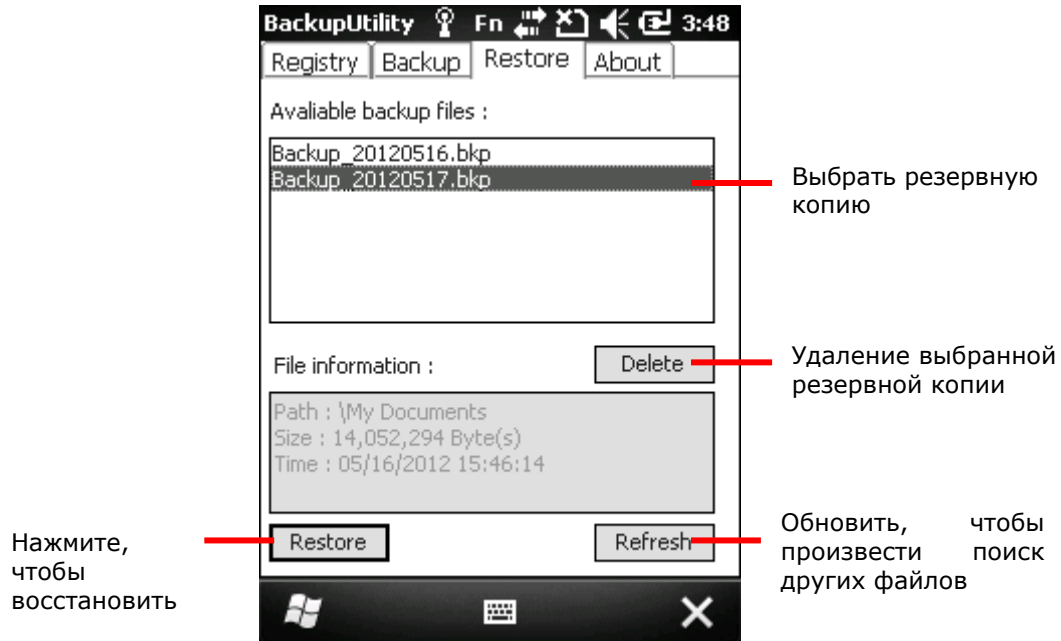 BackupUtility Fn 3:48
Registry Backup Restore About
Avaliable backup files :
Backup_20120516.bkp
Backup_20120517.bkp
Выбрать резервную
копию
File information :
Delete
Удаление выбранной
резервной копии
Path : \My Documents
Size : 14,052,294 Byte(s)
Time : 05/16/2012 15:46:14
Нажмите,
чтобы
восстановить
Restore
Refresh
Обновить, чтобы
произвести поиск
других файлов